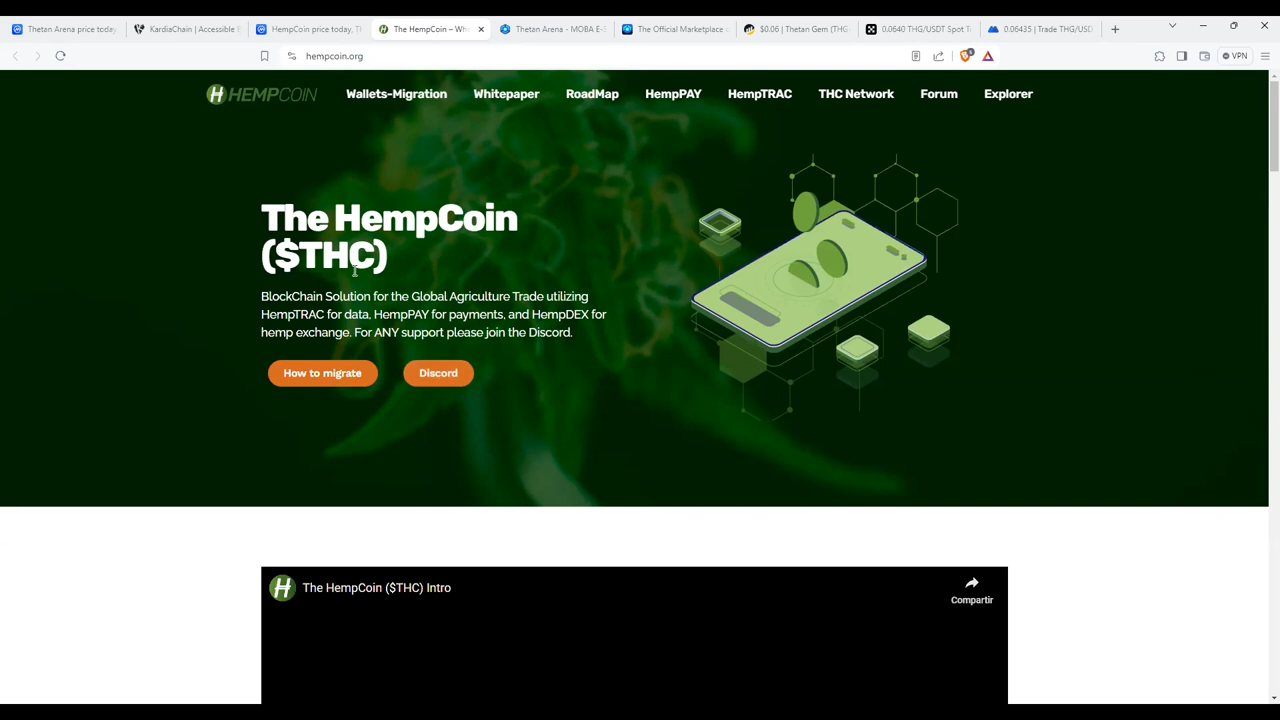 Thetan Arena price today
KardiaChain | Accessible
HempCoin price today, T
The HempCoin – Wh
Thetan Arena - MOBA E-
The Official Marketplace
$0.06 | Thetan Gem (THG
0.0640 THG/USDT Spot T
0.06435 | Trade THG/USD
hempcoin.org
VPN
HEMPCOIN
Wallets-Migration
Whitepaper
RoadMap
HempPAY
HempTRAC
THC Network
Forum
Explorer
The HempCoin
($THC)
BlockChain Solution for the Global Agriculture Trade utilizing
HempTRAC for data, HempPAY for payments, and HempDEX for
hemp exchange. For ANY support please join the Discord.
How to migrate
Discord
The HempCoin ($THC) Intro
Compartir